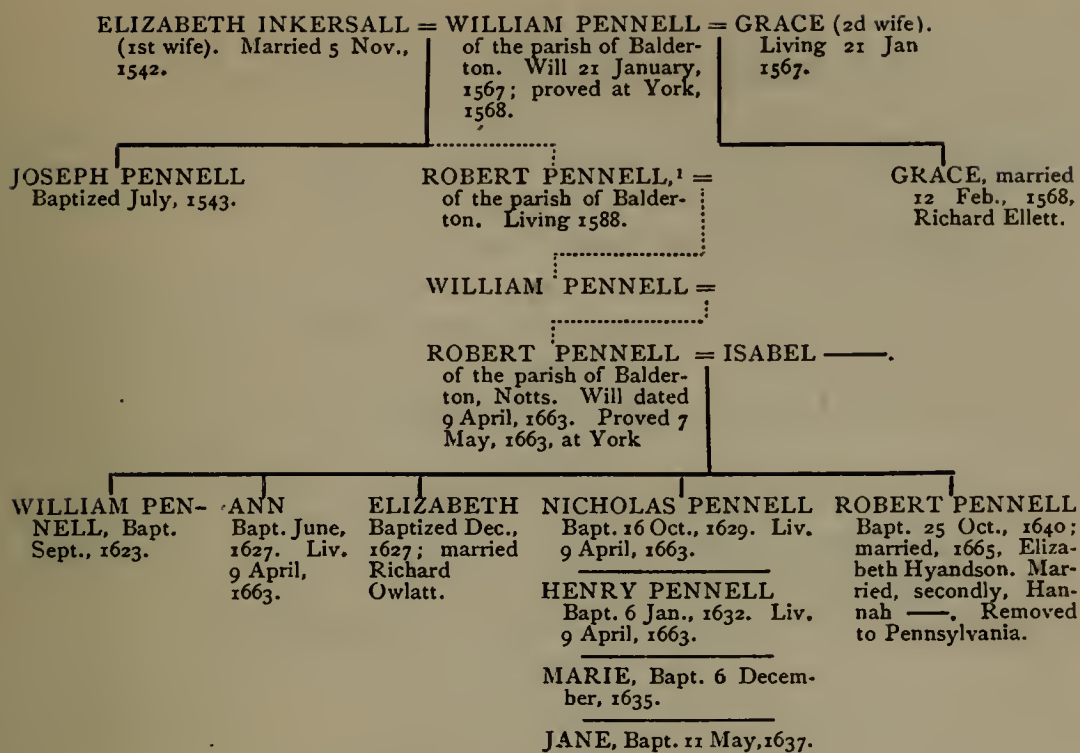 ELIZABETH INKERSALL = WILLIAM PENNELL = GRACE (2d wife).
(1st wife). Married 5 Nov.,
1542.
of the parish of Balder-
ton. Will 21 January,
1567; proved at York,
1568.
Living 21 Jan
1567.
JOSEPH PENNELL
Baptized July, 1543.
ROBERT PENNELL,¹ =
of the parish of Balder-
ton. Living 1588.
GRACE, married
12 Feb., 1568,
Richard Ellett.
WILLIAM PENNELL =
ROBERT PENNELL = ISABEL ——.
of the parish of Balder-
ton, Notts. Will dated
9 April, 1663. Proved 7
May, 1663, at York
WILLIAM PEN-
NELL, Bapt.
Sept., 1623.
ANN
Bapt. June,
1627. Liv.
9 April,
1663.
ELIZABETH
Baptized Dec.,
1627; married
Richard
Owlatt.
NICHOLAS PENNELL
Bapt. 16 Oct., 1629. Liv.
9 April, 1663.
HENRY PENNELL
Bapt. 6 Jan., 1632. Liv.
9 April, 1663.
MARIE, Bapt. 6 Decem-
ber, 1635.
JANE, Bapt. 11 May, 1637.
ROBERT PENNELL
Bapt. 25 Oct., 1640;
married, 1665, Eliza-
beth Hyandson. Mar-
ried, secondly, Han-
nah ——. Removed
to Pennsylvania.